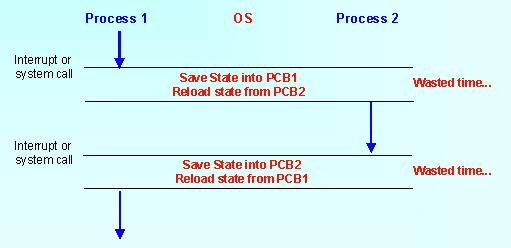 Process 1 OS Process 2
Interrupt or
system call
Save State into PCB1
Reload state from PCB2
Wasted time...
Interrupt or
system call
Save State into PCB2
Reload state from PCB1
Wasted time...